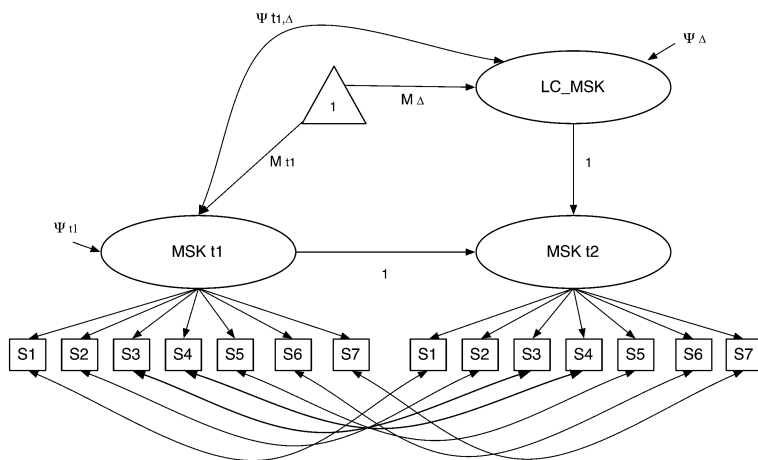 Ψ t1,Δ
Ψ Δ
LC_MSK
1
M Δ
M t1
1
Ψ t1
MSK t1
MSK t2
1
S1 S2 S3 S4 S5 S6 S7 S1 S2 S3 S4 S5 S6 S7